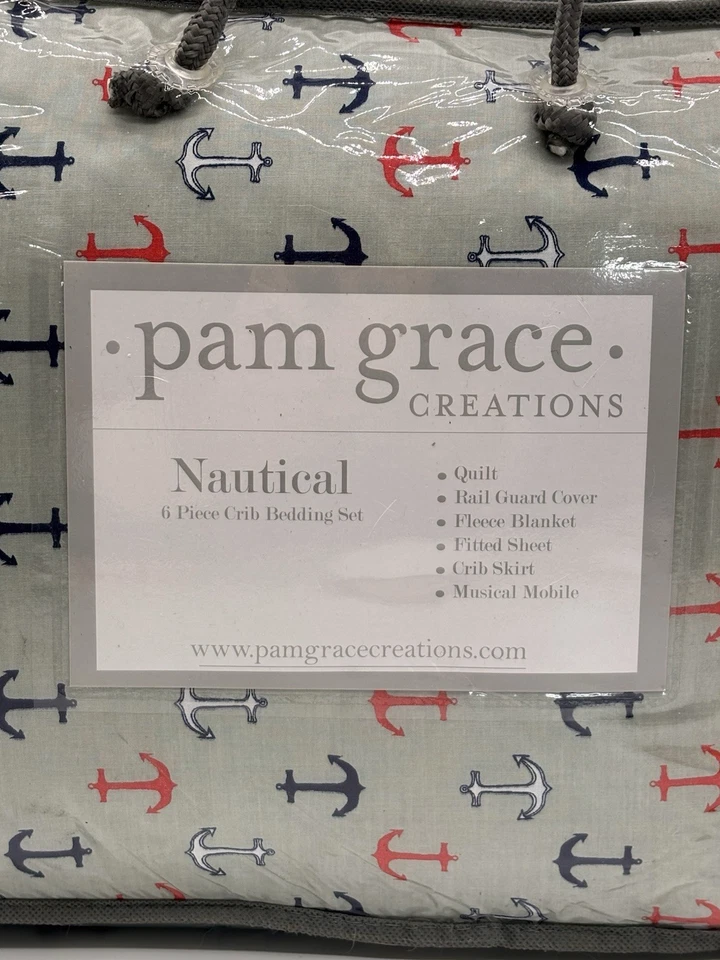 ·pam grace·
CREATIONS
Nautical
6 Piece Crib Bedding Set
• Quilt
• Rail Guard Cover
• Fleece Blanket
• Fitted Sheet
• Crib Skirt
• Musical Mobile
www.pamgracecreations.com